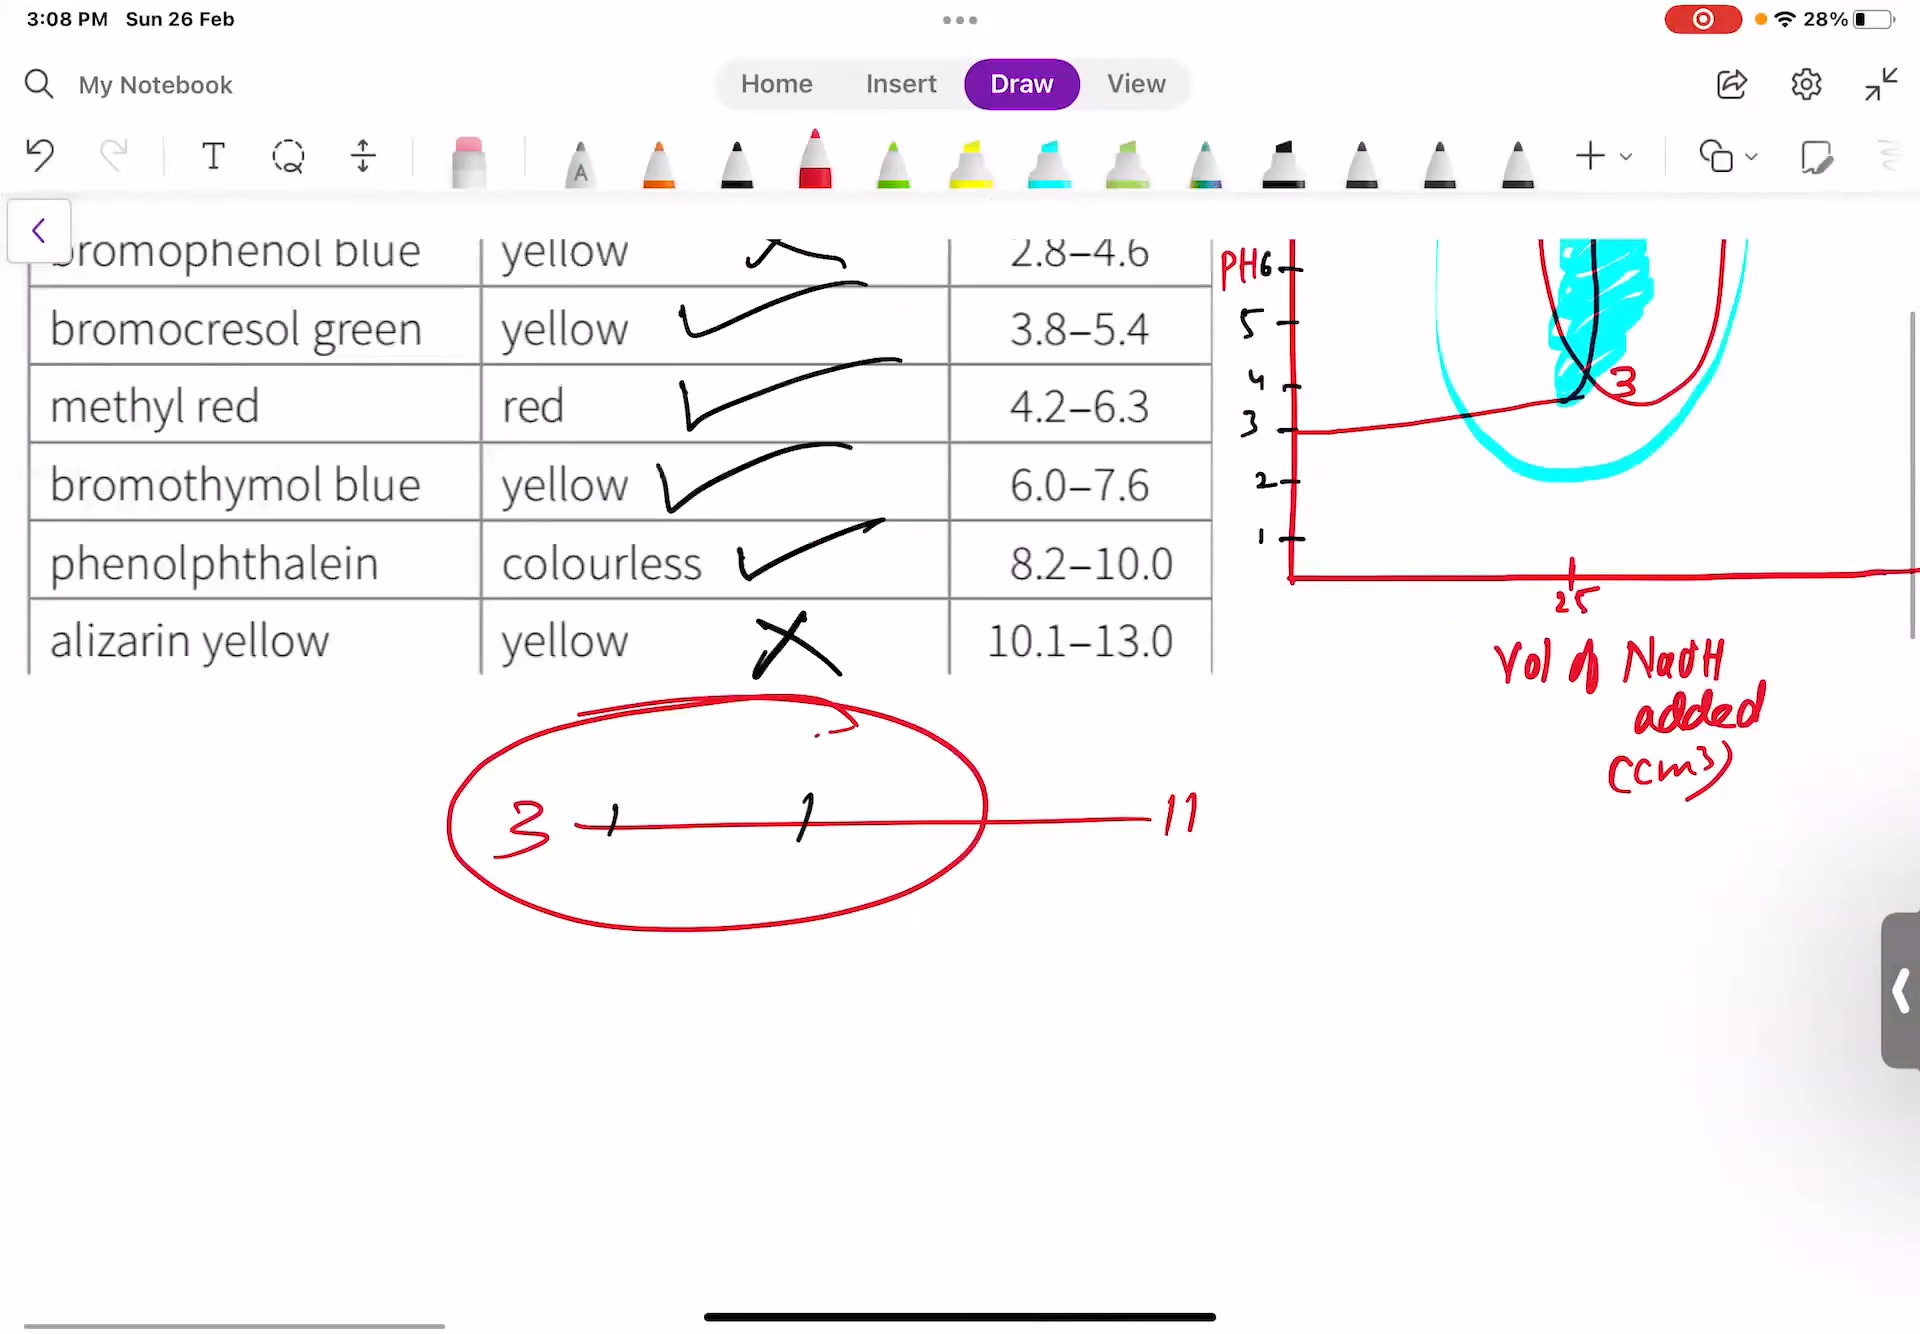 3:08 PM Sun 26 Feb
28%
My Notebook
Home Insert Draw View
T
A
bromophenol blue yellow 2.8–4.6
bromocresol green yellow 3.8–5.4
methyl red red 4.2–6.3
bromothymol blue yellow 6.0–7.6
phenolphthalein colourless 8.2–10.0
alizarin yellow yellow 10.1–13.0
PH6
5
4
3
2
1
3
25
Vol of NaOH
added
(cm3)
3
11